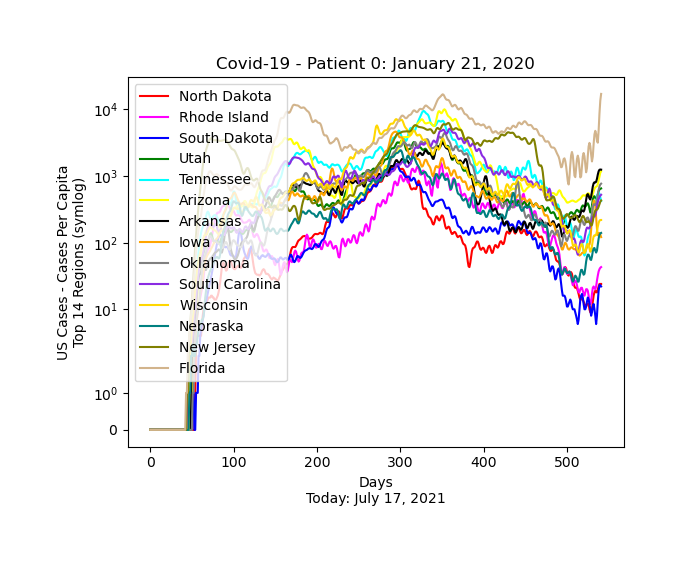 Covid-19 - Patient 0: January 21, 2020
US Cases - Cases Per Capita
Top 14 Regions (symlog)
10^4
10^3
10^2
10^1
10^0
0
North Dakota
Rhode Island
South Dakota
Utah
Tennessee
Arizona
Arkansas
Iowa
Oklahoma
South Carolina
Wisconsin
Nebraska
New Jersey
Florida
0 100 200 300 400 500
Days
Today: July 17, 2021